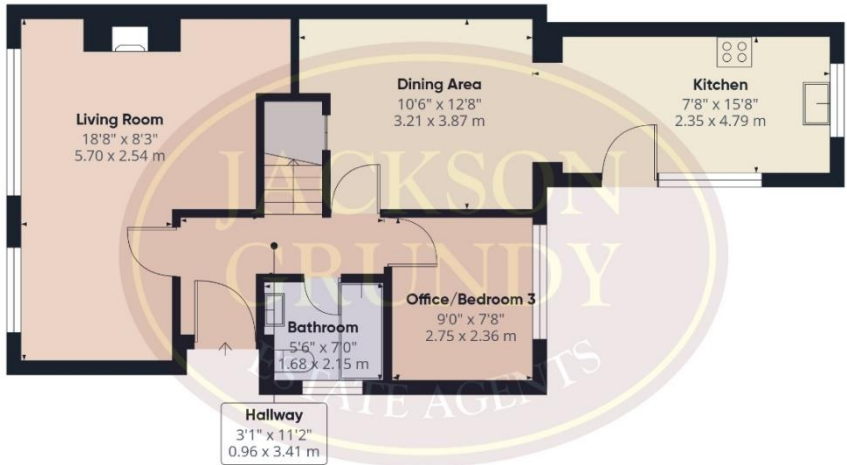 Living Room
18'8" x 8'3"
5.70 x 2.54 m
Dining Area
10'6" x 12'8"
3.21 x 3.87 m
Kitchen
7'8" x 15'8"
2.35 x 4.79 m
JACKSON
GRUNDY
ESTATE AGENTS
Office/Bedroom 3
9'0" x 7'8"
2.75 x 2.36 m
Bathroom
5'6" x 7'0"
1.68 x 2.15 m
Hallway
3'1" x 11'2"
0.96 x 3.41 m